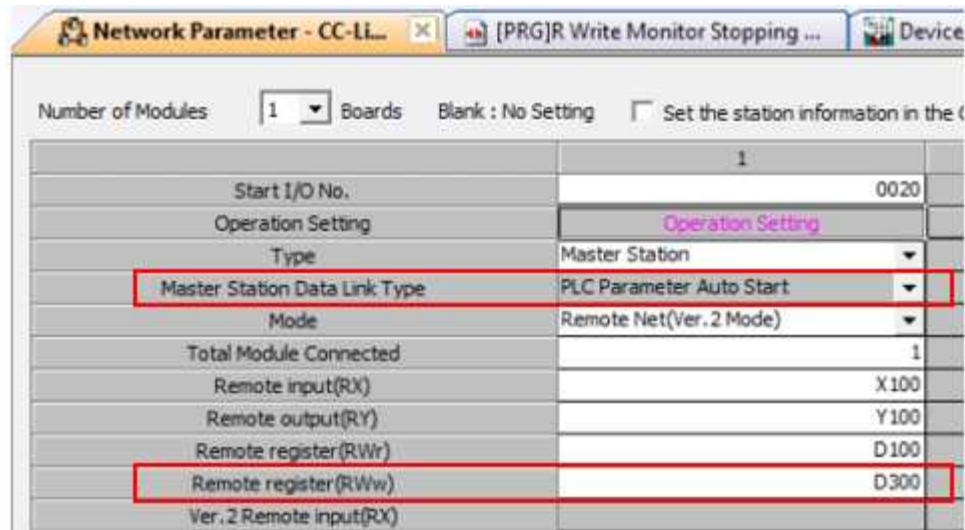 Network Parameter - CC-Li... [PRG]R Write Monitor Stopping ... Device
Number of Modules 1 Boards Blank : No Setting Set the station information in the
1
Start I/O No. 0020
Operation Setting Operation Setting
Type Master Station
Master Station Data Link Type PLC Parameter Auto Start
Mode Remote Net(Ver.2 Mode)
Total Module Connected 1
Remote input(RX) X100
Remote output(RY) Y100
Remote register(RWr) D100
Remote register(RWw) D300
Ver.2 Remote input(RX)